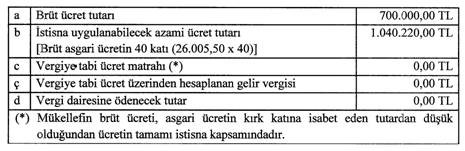 a Brüt ücret tutarı 700.000,00 TL
b İstisna uygulanabilecek azami ücret tutarı 1.040.220,00 TL
[Brüt asgari ücretin 40 katı (26.005,50 x 40)]
c Vergiye tabi ücret matrahı (*) 0,00 TL
ç Vergiye tabi ücret üzerinden hesaplanan gelir vergisi 0,00 TL
d Vergi dairesine ödenecek tutar 0,00 TL
(*) Mükellefin brüt ücreti, asgari ücretin kırk katına isabet eden tutardan düşük
olduğundan ücretin tamamı istisna kapsamındadır.